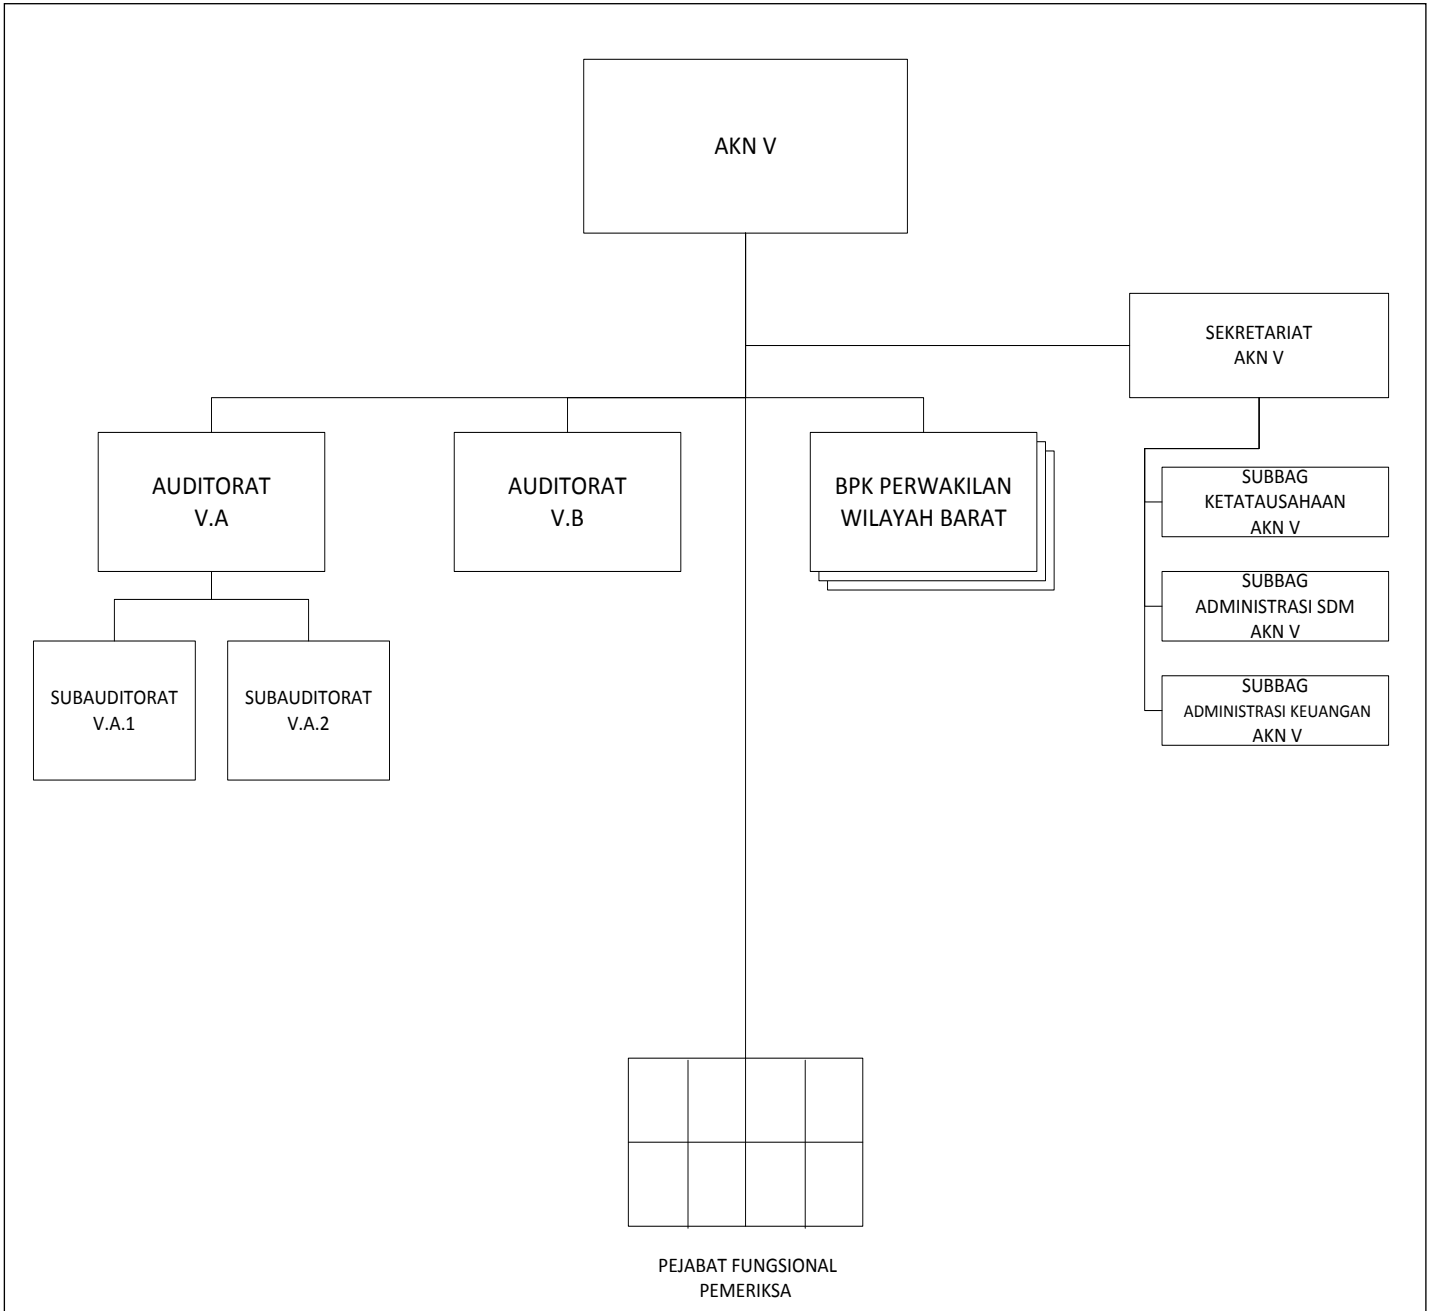 AKN V
SEKRETARIAT
AKN V
AUDITORAT
V.A
AUDITORAT
V.B
BPK PERWAKILAN
WILAYAH BARAT
SUBBAG
KETATAUSAHAAN
AKN V
SUBBAG
ADMINISTRASI SDM
AKN V
SUBBAG
ADMINISTRASI KEUANGAN
AKN V
SUBAUDITORAT
V.A.1
SUBAUDITORAT
V.A.2
PEJABAT FUNGSIONAL
PEMERIKSA